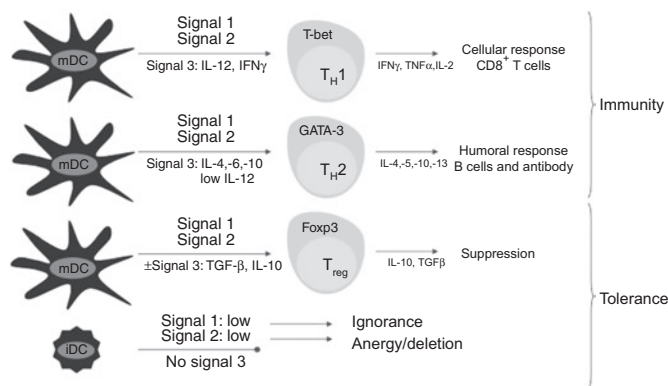 Signal 1
Signal 2
mDC
Signal 3: IL-12, IFNγ
T-bet
T_H1
IFNγ, TNFα,IL-2
Cellular response
CD8⁺ T cells
Immunity
Signal 1
Signal 2
mDC
Signal 3: IL-4,-6,-10
low IL-12
GATA-3
T_H2
IL-4,-5,-10,-13
Humoral response
B cells and antibody
Signal 1
Signal 2
mDC
±Signal 3: TGF-β, IL-10
Foxp3
T_reg
IL-10, TGFβ
Suppression
Tolerance
iDC
Signal 1: low
Signal 2: low
No signal 3
Ignorance
Anergy/deletion